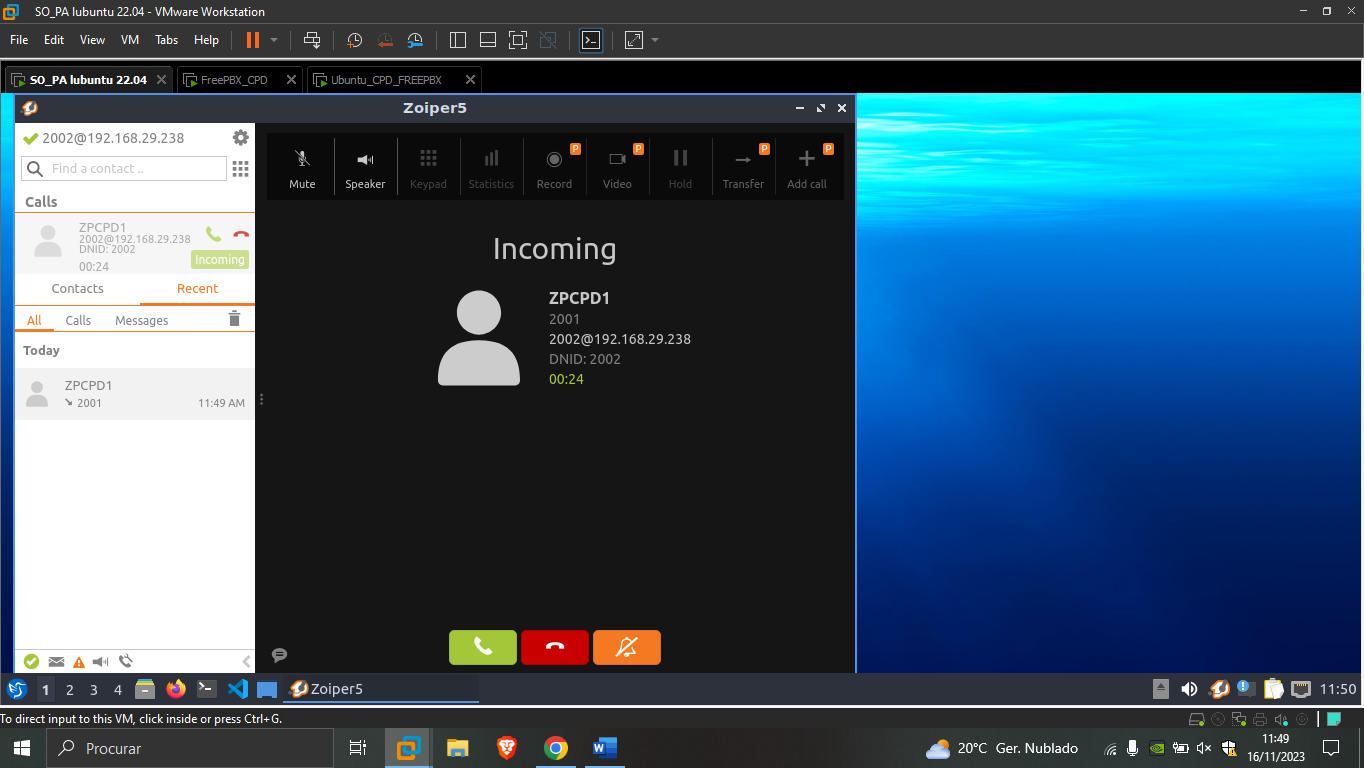 SO_PA lubuntu 22.04 - VMware Workstation
File Edit View VM Tabs Help
SO_PA lubuntu 22.04 FreePBX_CPD Ubuntu_CPD_FREEPBX
Zoiper5
2002@192.168.29.238
Find a contact ..
Calls
ZPCPD1
2002@192.168.29.238
DNID: 2002
Incoming
00:24
Contacts Recent
All Calls Messages
Today
ZPCPD1
2001 11:49 AM
P P P P
Mute Speaker Keypad Statistics Record Video Hold Transfer Add call
Incoming
ZPCPD1
2001
2002@192.168.29.238
DNID: 2002
00:24
1 2 3 4 Zoiper5 11:50
To direct input to this VM, click inside or press Ctrl+G.
Procurar 20°C Ger. Nublado 11:49
16/11/2023